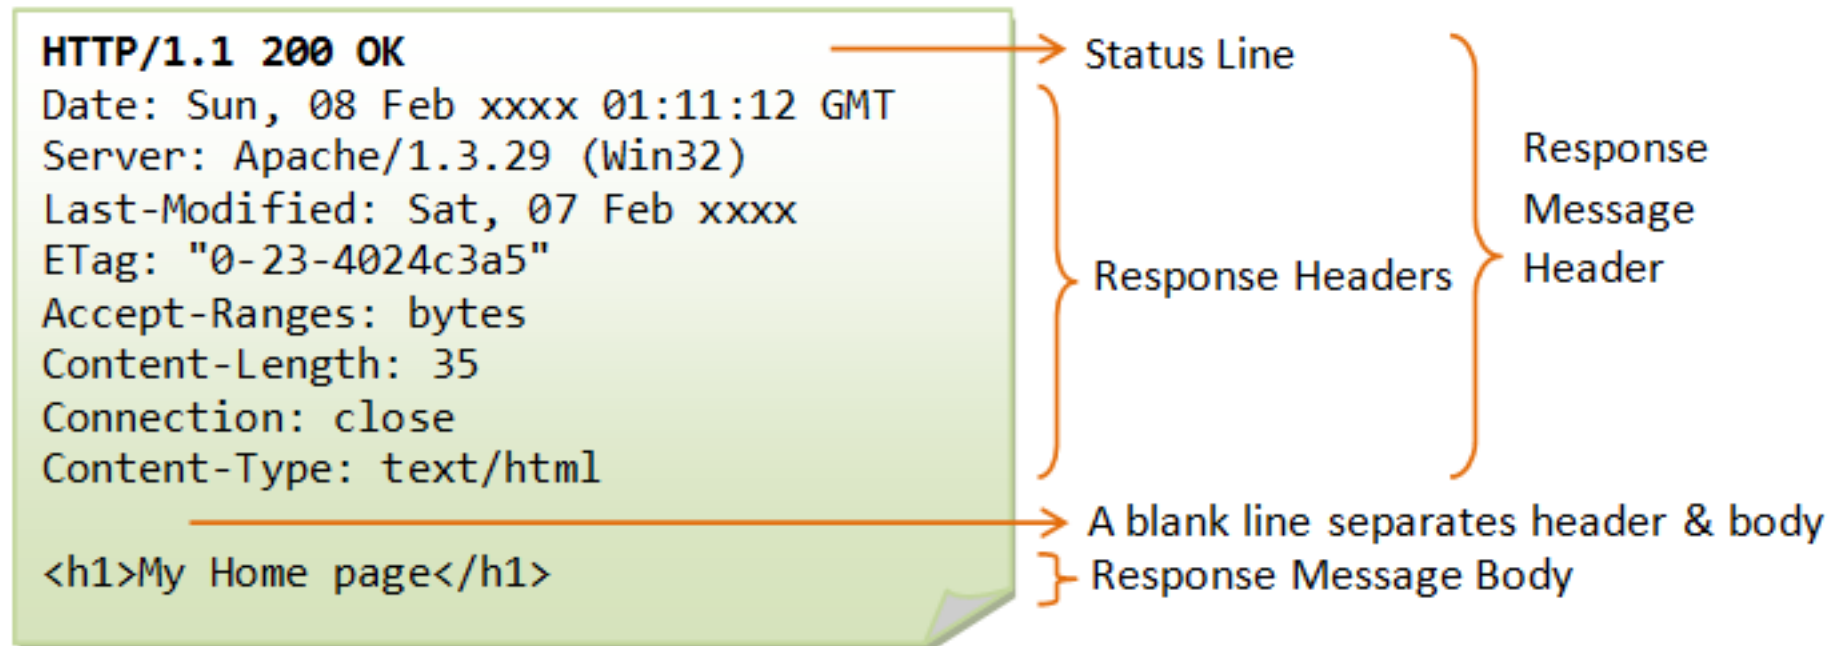 HTTP/1.1 200 OK
Date: Sun, 08 Feb xxxx 01:11:12 GMT
Server: Apache/1.3.29 (Win32)
Last-Modified: Sat, 07 Feb xxxx
ETag: "0-23-4024c3a5"
Accept-Ranges: bytes
Content-Length: 35
Connection: close
Content-Type: text/html
<h1>My Home page</h1>
Status Line
Response Headers
Response
Message
Header
A blank line separates header & body
Response Message Body